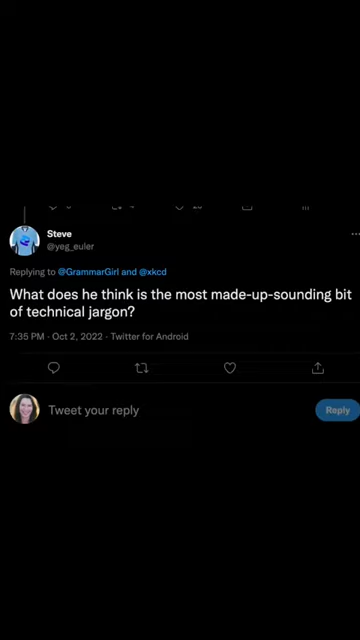 Steve
@yeg_euler
Replying to @GrammarGirl and @xkcd
What does he think is the most made-up-sounding bit
of technical jargon?
7:35 PM · Oct 2, 2022 · Twitter for Android
Tweet your reply
Reply